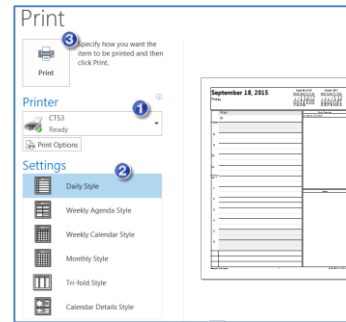 Print
3
Specify how you want the
item to be printed and then
click Print.
Print
Printer
1
CTS3
Ready
Print Options
Settings
2
Daily Style
Weekly Agenda Style
Weekly Calendar Style
Monthly Style
Tri-fold Style
Calendar Details Style
September 18, 2015
Friday